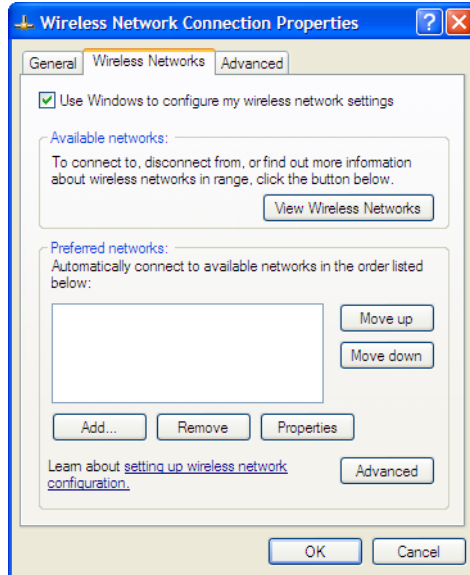 Wireless Network Connection Properties
General
Wireless Networks
Advanced
Use Windows to configure my wireless network settings
Available networks:
To connect to, disconnect from, or find out more information
about wireless networks in range, click the button below.
View Wireless Networks
Preferred networks:
Automatically connect to available networks in the order listed
below:
Move up
Move down
Add...
Remove
Properties
Learn about setting up wireless network
configuration.
Advanced
OK
Cancel